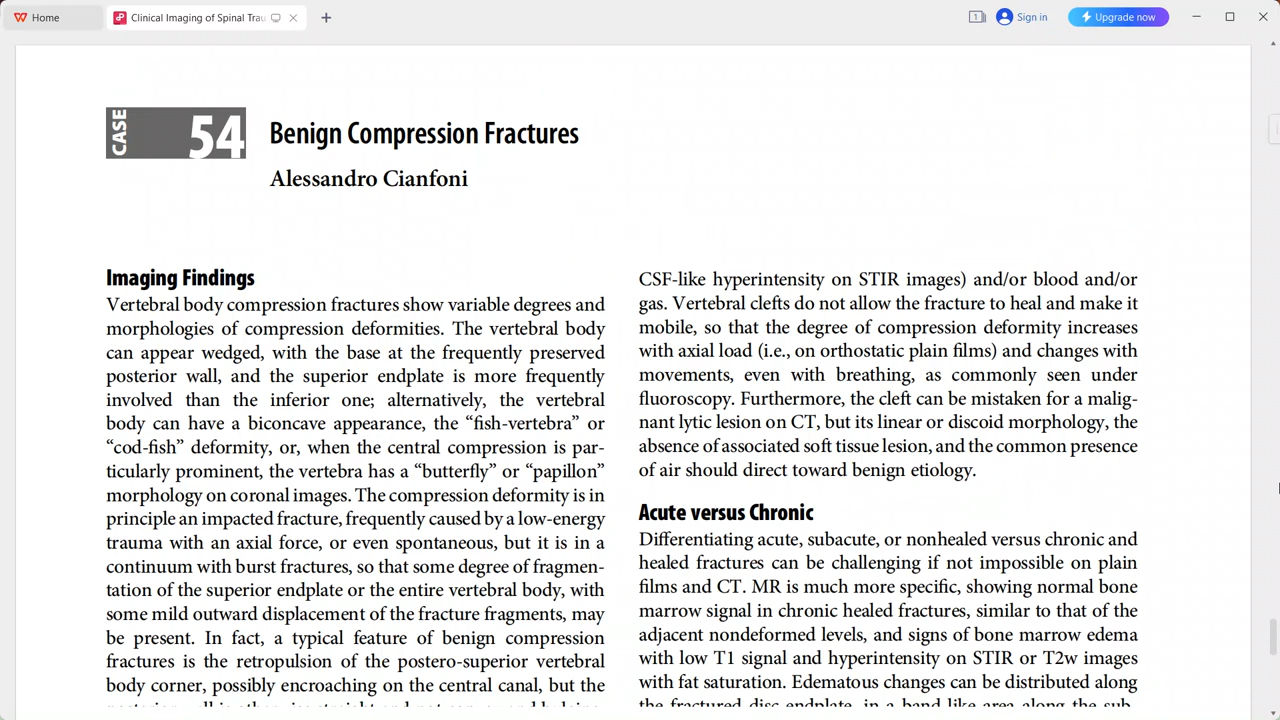 Home
Clinical Imaging of Spinal Trau
1
Sign in
Upgrade now
CASE 54
Benign Compression Fractures
Alessandro Cianfoni
Imaging Findings
Vertebral body compression fractures show variable degrees and
morphologies of compression deformities. The vertebral body
can appear wedged, with the base at the frequently preserved
posterior wall, and the superior endplate is more frequently
involved than the inferior one; alternatively, the vertebral
body can have a biconcave appearance, the “fish-vertebra” or
“cod-fish” deformity, or, when the central compression is par-
ticularly prominent, the vertebra has a “butterfly” or “papillon”
morphology on coronal images. The compression deformity is in
principle an impacted fracture, frequently caused by a low-energy
trauma with an axial force, or even spontaneous, but it is in a
continuum with burst fractures, so that some degree of fragmen-
tation of the superior endplate or the entire vertebral body, with
some mild outward displacement of the fracture fragments, may
be present. In fact, a typical feature of benign compression
fractures is the retropulsion of the postero-superior vertebral
body corner, possibly encroaching on the central canal, but the
CSF-like hyperintensity on STIR images) and/or blood and/or
gas. Vertebral clefts do not allow the fracture to heal and make it
mobile, so that the degree of compression deformity increases
with axial load (i.e., on orthostatic plain films) and changes with
movements, even with breathing, as commonly seen under
fluoroscopy. Furthermore, the cleft can be mistaken for a malig-
nant lytic lesion on CT, but its linear or discoid morphology, the
absence of associated soft tissue lesion, and the common presence
of air should direct toward benign etiology.
Acute versus Chronic
Differentiating acute, subacute, or nonhealed versus chronic and
healed fractures can be challenging if not impossible on plain
films and CT. MR is much more specific, showing normal bone
marrow signal in chronic healed fractures, similar to that of the
adjacent nondeformed levels, and signs of bone marrow edema
with low T1 signal and hyperintensity on STIR or T2w images
with fat saturation. Edematous changes can be distributed along
the fractured disc endplate, in a band-like area along the sub-